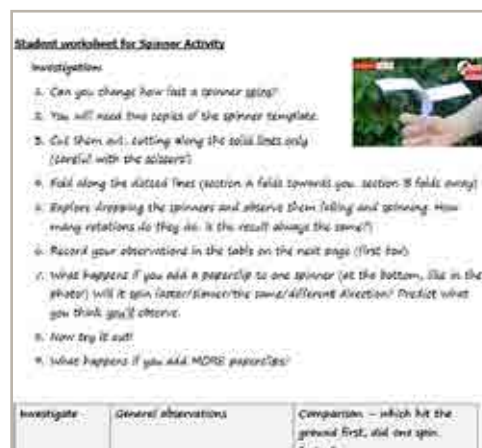 Student worksheet for Spinner Activity
Investigation
1. Can you change how fast a spinner spins?
2. You will need two copies of the spinner template.
3. Cut them out, cutting along the solid lines only
(careful with the scissors!)
4. Fold along the dotted lines (section A folds towards you, section B folds away)
5. Explore dropping the spinners and observe them falling and spinning. How
many rotations do they do, is the result always the same?)
6. Record your observations in the table on the next page (first row)
7. What happens if you add a paperclip to one spinner (at the bottom, like in the
photo!) Will it spin faster/slower/the same/different direction? Predict what
you think you'll observe.
8. Now try it out!
9. What happens if you add MORE paperclips?
Investigate General observations Comparison – which hit the
ground first, did one spin